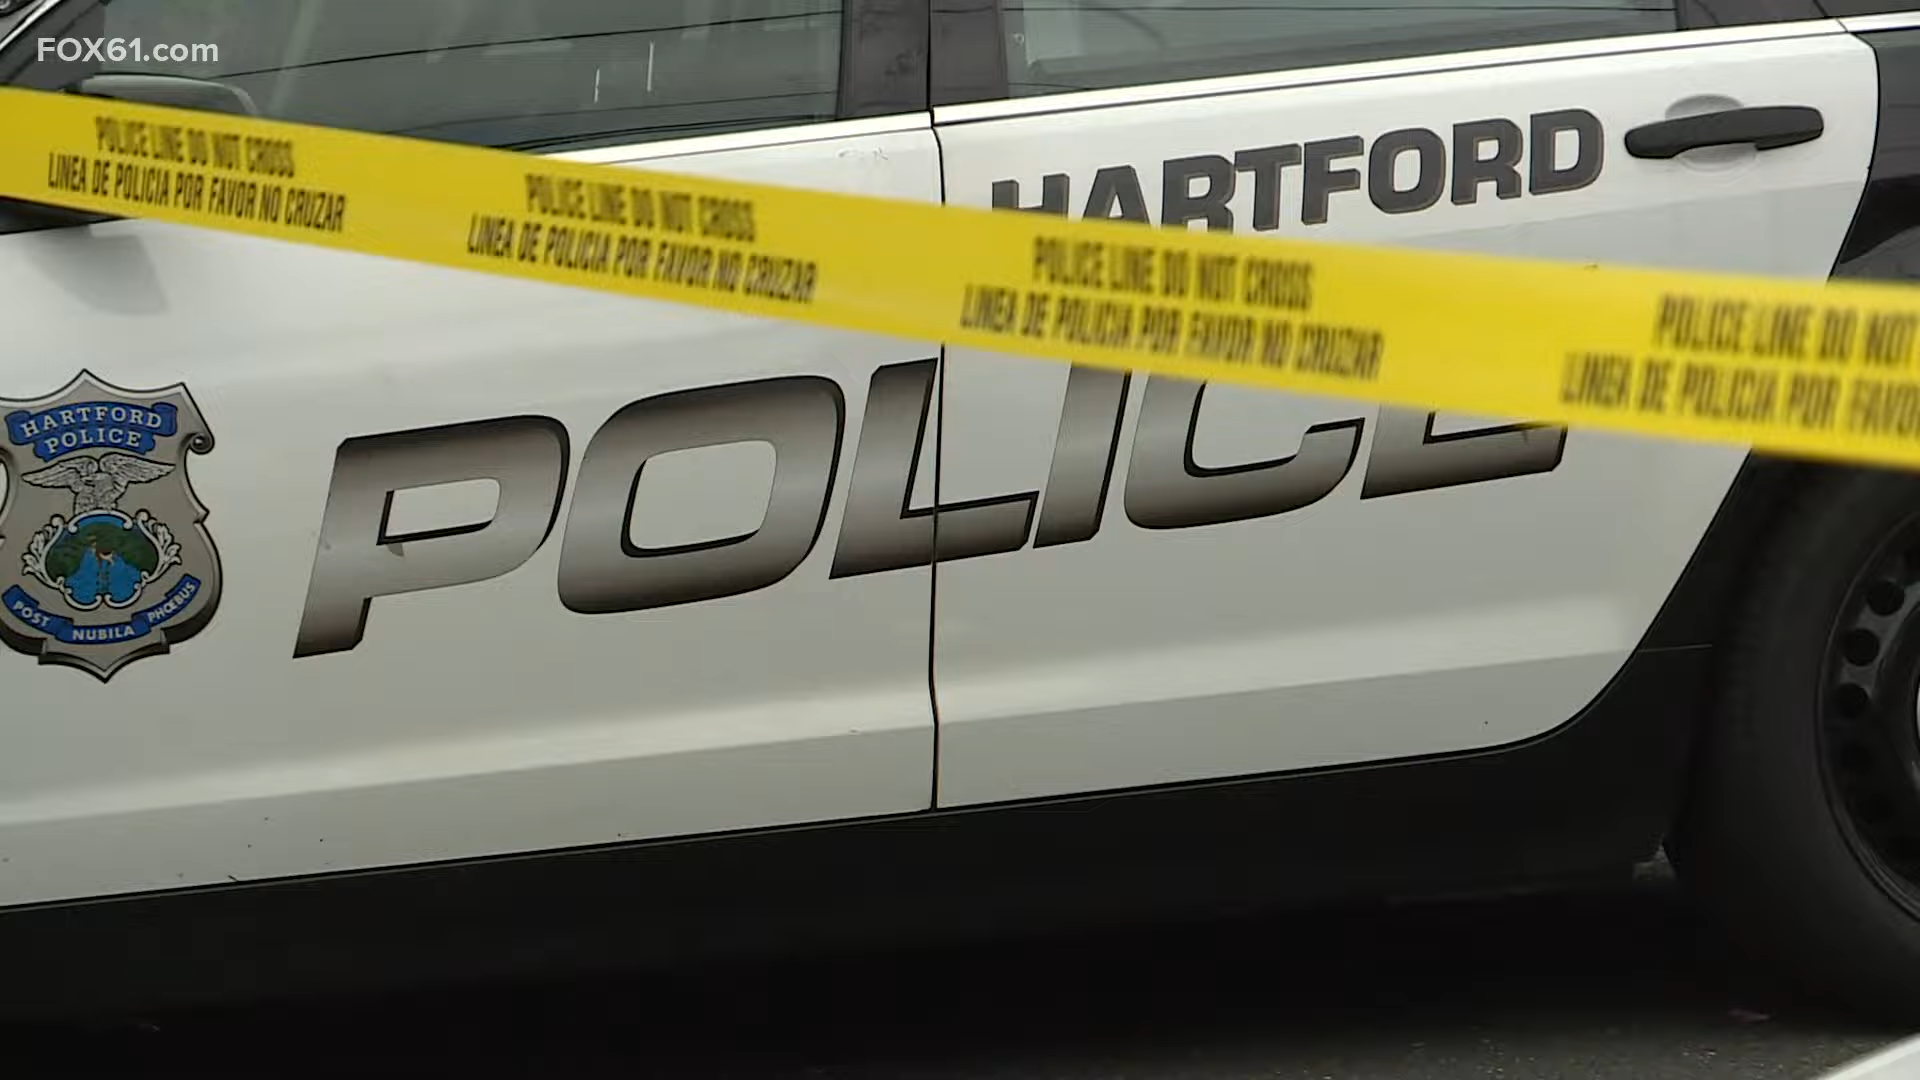 FOX61.com
POLICE LINE DO NOT CROSS
LINEA DE POLICIA POR FAVOR NO CRUZAR
POLICE LINE DO NOT CROSS
LINEA DE POLICIA POR FAVOR NO CRUZAR
POLICE LINE DO NOT CROSS
LINEA DE POLICIA POR FAVOR NO CRUZAR
POLICE LINE DO NOT
LINEA DE POLICIA POR FAVO
HARTFORD
POLICE
HARTFORD
POLICE
POST NUBILA PHŒBUS